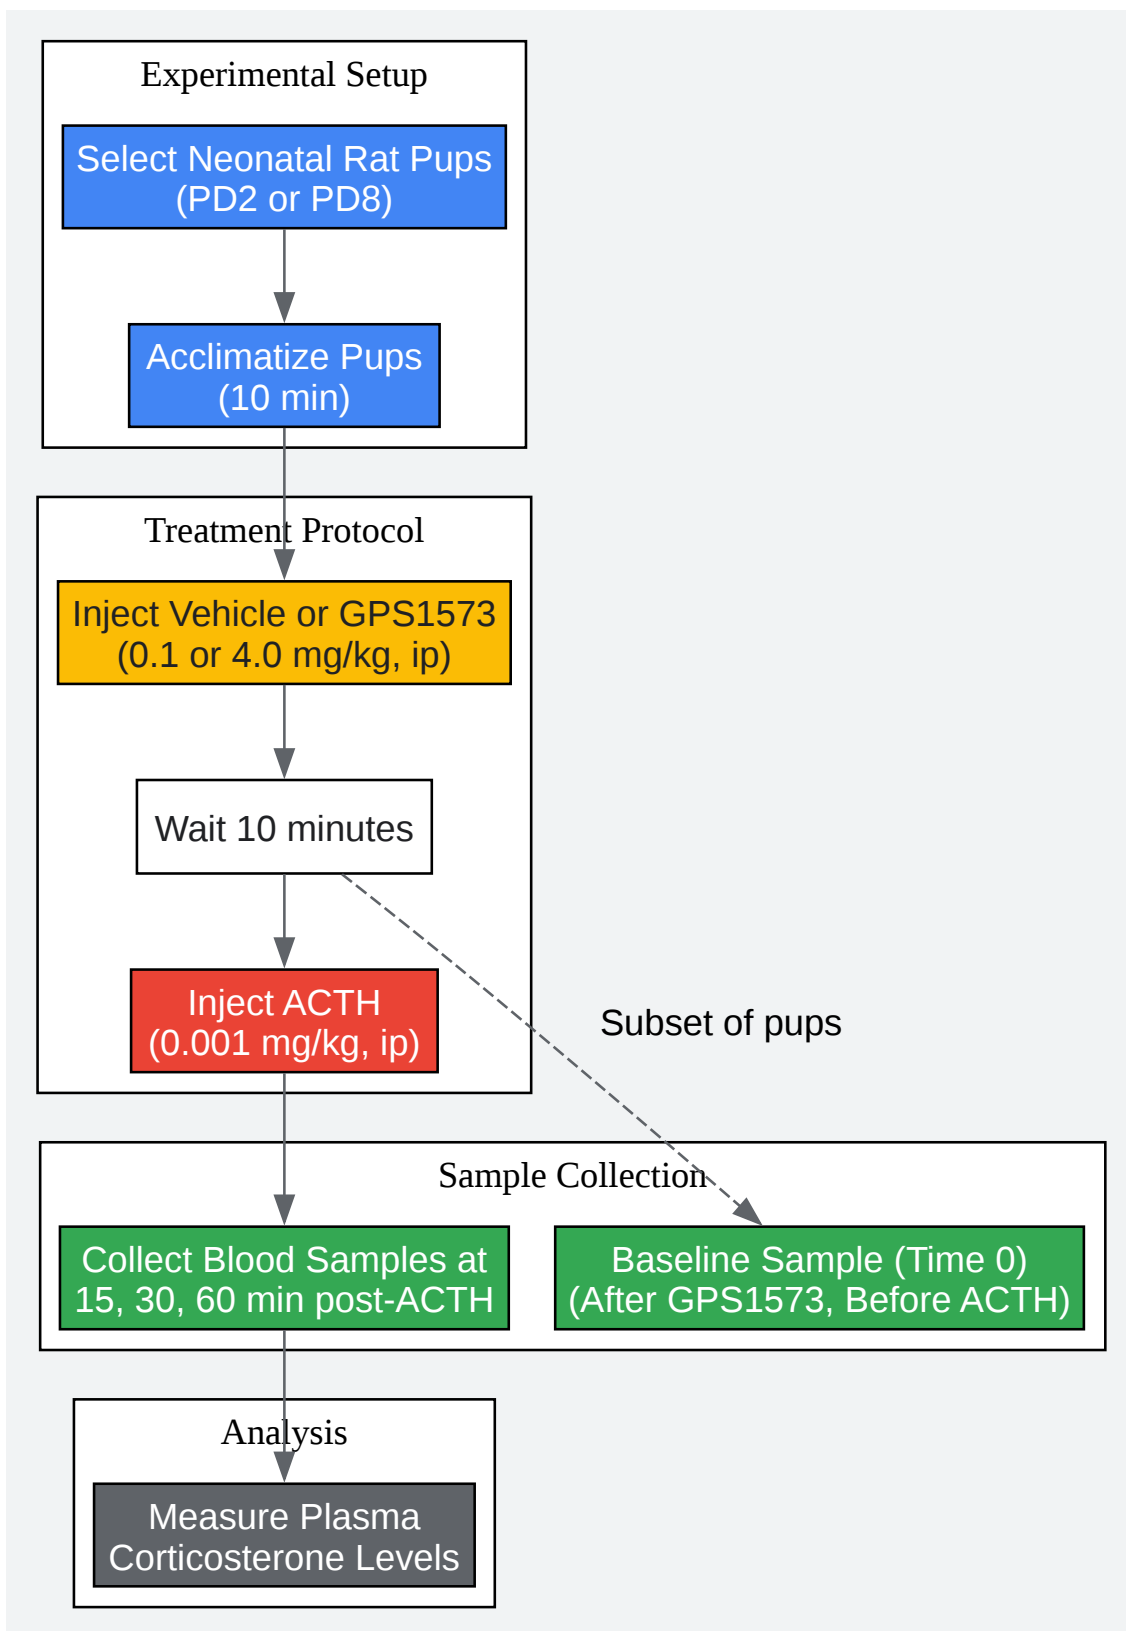 Experimental Setup
Select Neonatal Rat Pups
(PD2 or PD8)
Acclimatize Pups
(10 min)
Treatment Protocol
Inject Vehicle or GPS1573
(0.1 or 4.0 mg/kg, ip)
Wait 10 minutes
Inject ACTH
(0.001 mg/kg, ip)
Subset of pups
Sample Collection
Collect Blood Samples at
15, 30, 60 min post-ACTH
Baseline Sample (Time 0)
(After GPS1573, Before ACTH)
Analysis
Measure Plasma
Corticosterone Levels